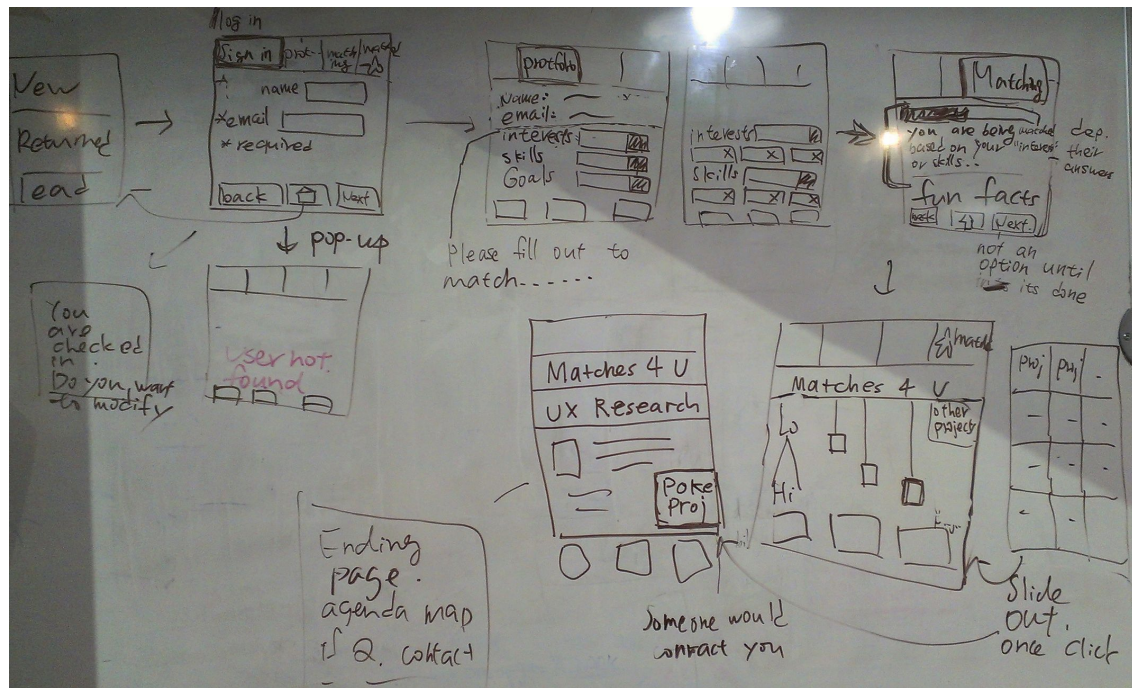 New
Returned
lead
log in
Sign in
name
*email
* required
back
Next
pop-up
User not
found
You
are
checked
in.
Do you want
to modify
protfolio
Name:
email:
interests
Skills
Goals
Please fill out to
match------
interests
x x x
Skills
x x x
Matching
you are being matched
based on your "interest"
or skills..
dep.
their
answers
fun facts
back
Next.
not an
option until
its done
Matches 4 U
UX Research
Poke
Proj
Someone would
contact you
match
Matches 4 U
other
projects
Lo
Hi
proj proj -
- - -
- - -
- -
Slide
out.
once click
Ending
page.
agenda map
if Q. contact